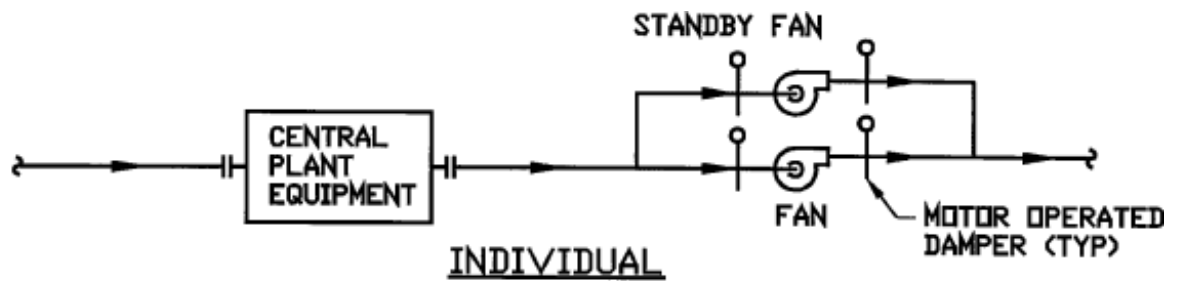 STANDBY FAN
CENTRAL
PLANT
EQUIPMENT
FAN
MOTOR OPERATED
DAMPER (TYP)
INDIVIDUAL